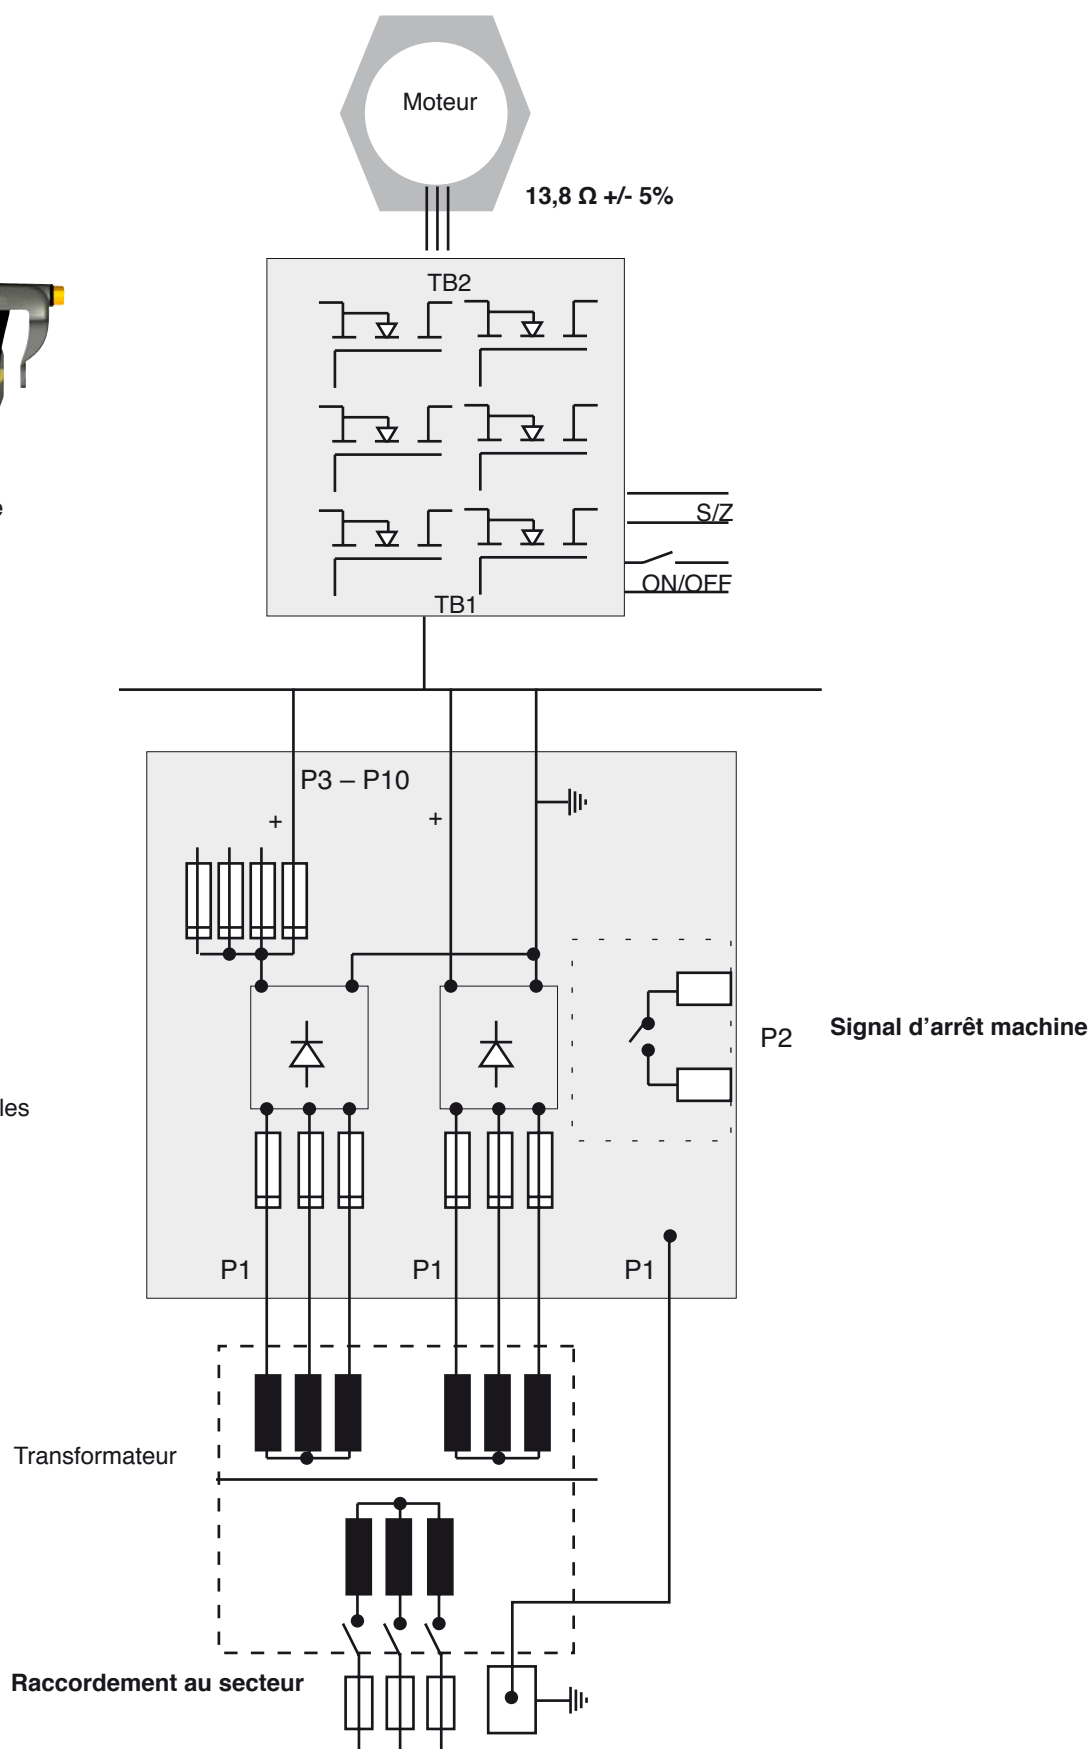 Moteur
13,8 Ω +/- 5%
TB2
e
S/Z
ON/OFF
TB1
P3 – P10
+
+
Signal d’arrêt machine
P2
les
P1
P1
P1
Transformateur
Raccordement au secteur